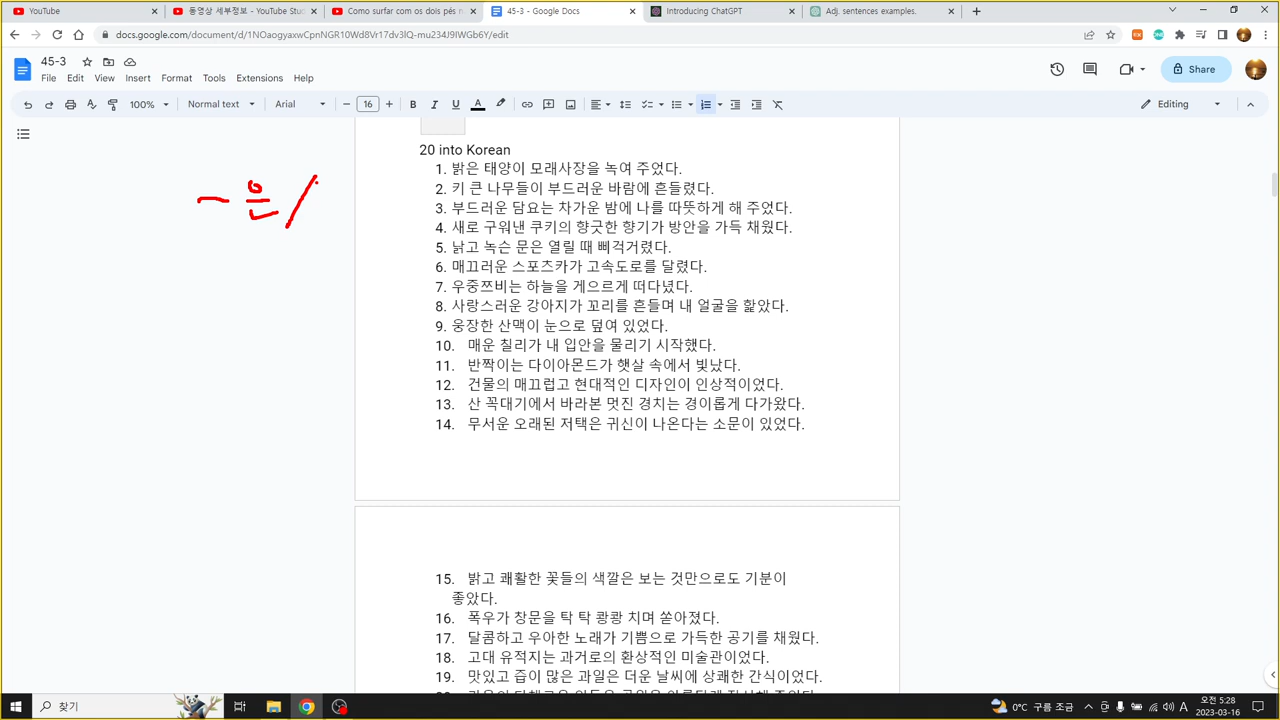 YouTube
동영상 세부정보 - YouTube Stu
Como surfar com os dois pés n
45-3 - Google Docs
Introducing ChatGPT
Adj. sentences examples.
docs.google.com/document/d/1NOaogyaxwCpnNGR10Wd8Vr17dv3lQ-mu234J9IWGb6Y/edit
45-3
File Edit View Insert Format Tools Extensions Help
Share
100% Normal text Arial 16 Editing
~은/
20 into Korean
1. 밝은 태양이 모래사장을 녹여 주었다.
2. 키 큰 나무들이 부드러운 바람에 흔들렸다.
3. 부드러운 담요는 차가운 밤에 나를 따뜻하게 해 주었다.
4. 새로 구워낸 쿠키의 향긋한 향기가 방안을 가득 채웠다.
5. 낡고 녹슨 문은 열릴 때 삐걱거렸다.
6. 매끄러운 스포츠카가 고속도로를 달렸다.
7. 우중쯔비는 하늘을 게으르게 떠다녔다.
8. 사랑스러운 강아지가 꼬리를 흔들며 내 얼굴을 핥았다.
9. 웅장한 산맥이 눈으로 덮여 있었다.
10. 매운 칠리가 내 입안을 물리기 시작했다.
11. 반짝이는 다이아몬드가 햇살 속에서 빛났다.
12. 건물의 매끄럽고 현대적인 디자인이 인상적이었다.
13. 산 꼭대기에서 바라본 멋진 경치는 경이롭게 다가왔다.
14. 무서운 오래된 저택은 귀신이 나온다는 소문이 있었다.
15. 밝고 쾌활한 꽃들의 색깔은 보는 것만으로도 기분이
좋았다.
16. 폭우가 창문을 탁 탁 쾅쾅 치며 쏟아졌다.
17. 달콤하고 우아한 노래가 기쁨으로 가득한 공기를 채웠다.
18. 고대 유적지는 과거로의 환상적인 미술관이었다.
19. 맛있고 즙이 많은 과일은 더운 날씨에 상쾌한 간식이었다.
찾기
0°C 구름 조금
A
오전 5:28
2023-03-16